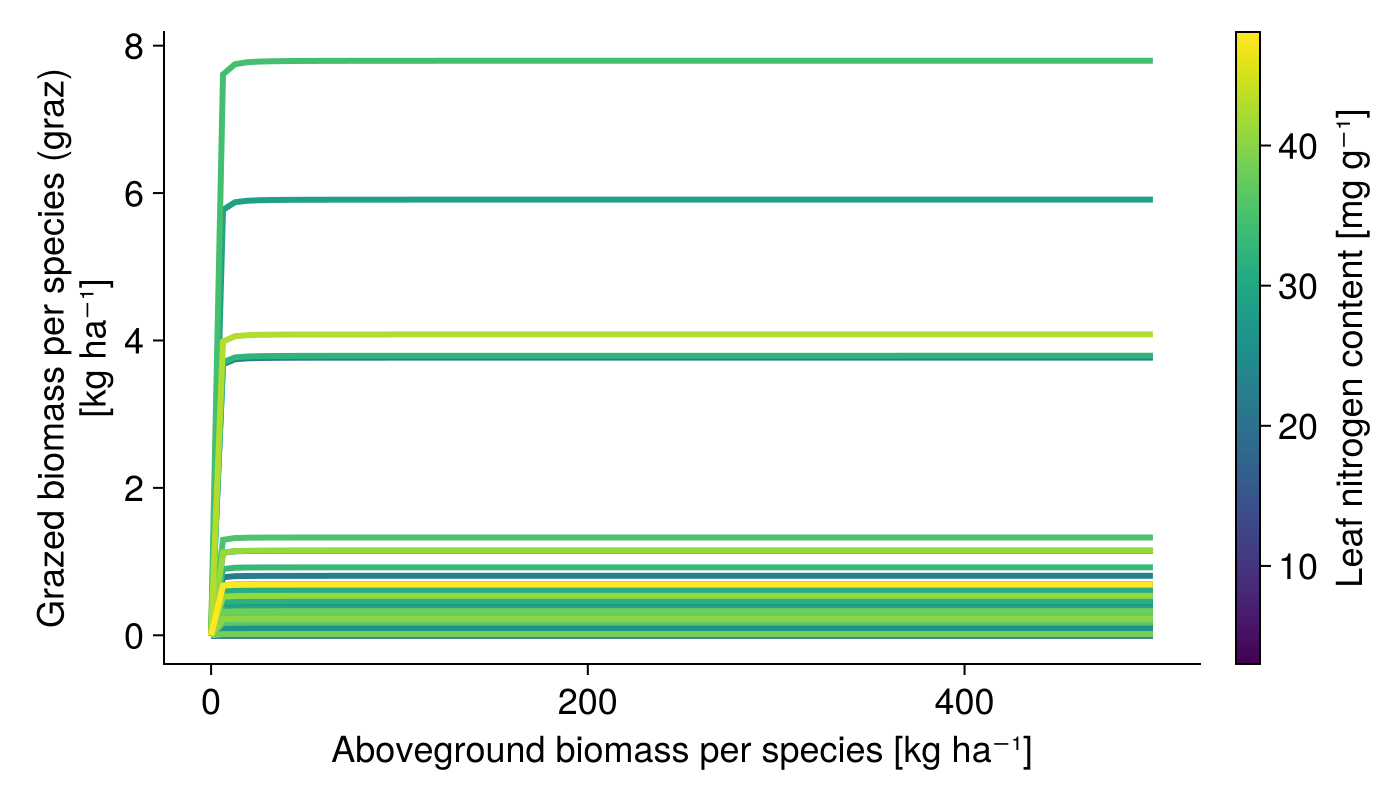 Grazed biomass per species (graz)
[kg ha⁻¹]
8
6
4
2
0
0 200 400
Aboveground biomass per species [kg ha⁻¹]
40
30
20
10
Leaf nitrogen content [mg g⁻¹]